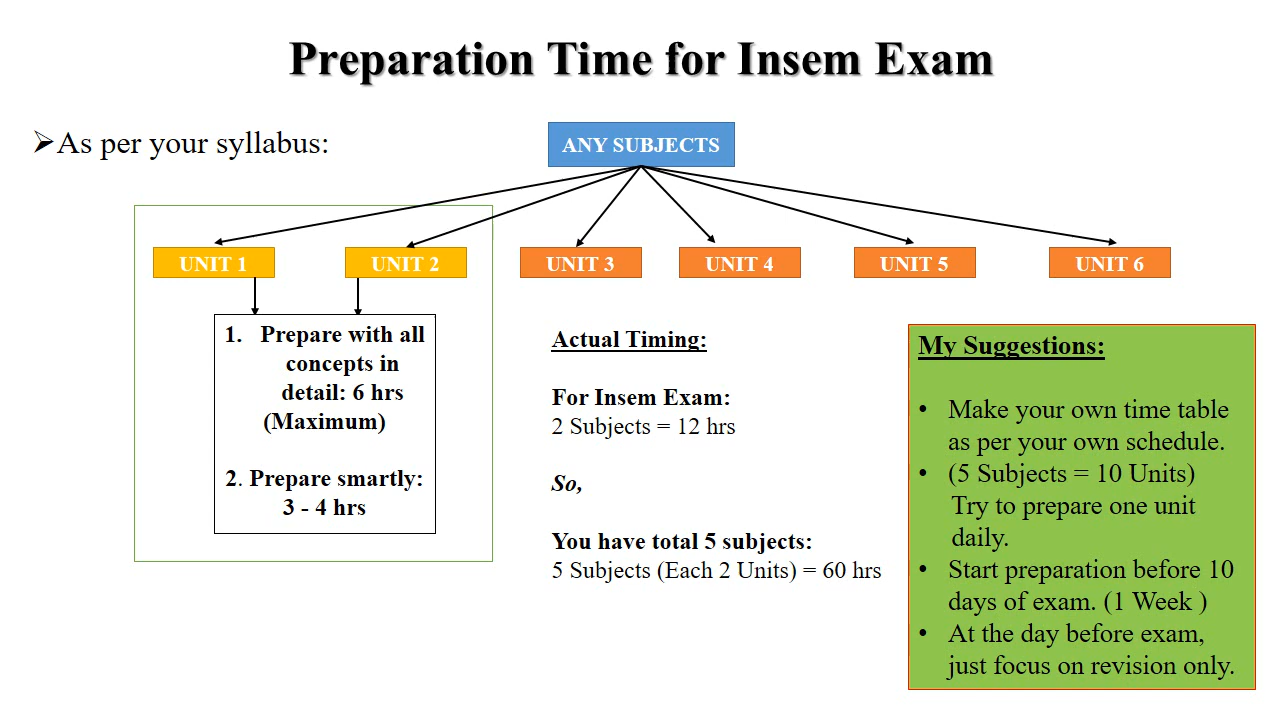 Preparation Time for Insem Exam
➢As per your syllabus:
ANY SUBJECTS
UNIT 1
UNIT 2
UNIT 3
UNIT 4
UNIT 5
UNIT 6
1. Prepare with all
concepts in
detail: 6 hrs
(Maximum)
2. Prepare smartly:
3 - 4 hrs
Actual Timing:
For Insem Exam:
2 Subjects = 12 hrs
So,
You have total 5 subjects:
5 Subjects (Each 2 Units) = 60 hrs
My Suggestions:
• Make your own time table
as per your own schedule.
• (5 Subjects = 10 Units)
Try to prepare one unit
daily.
• Start preparation before 10
days of exam. (1 Week )
• At the day before exam,
just focus on revision only.